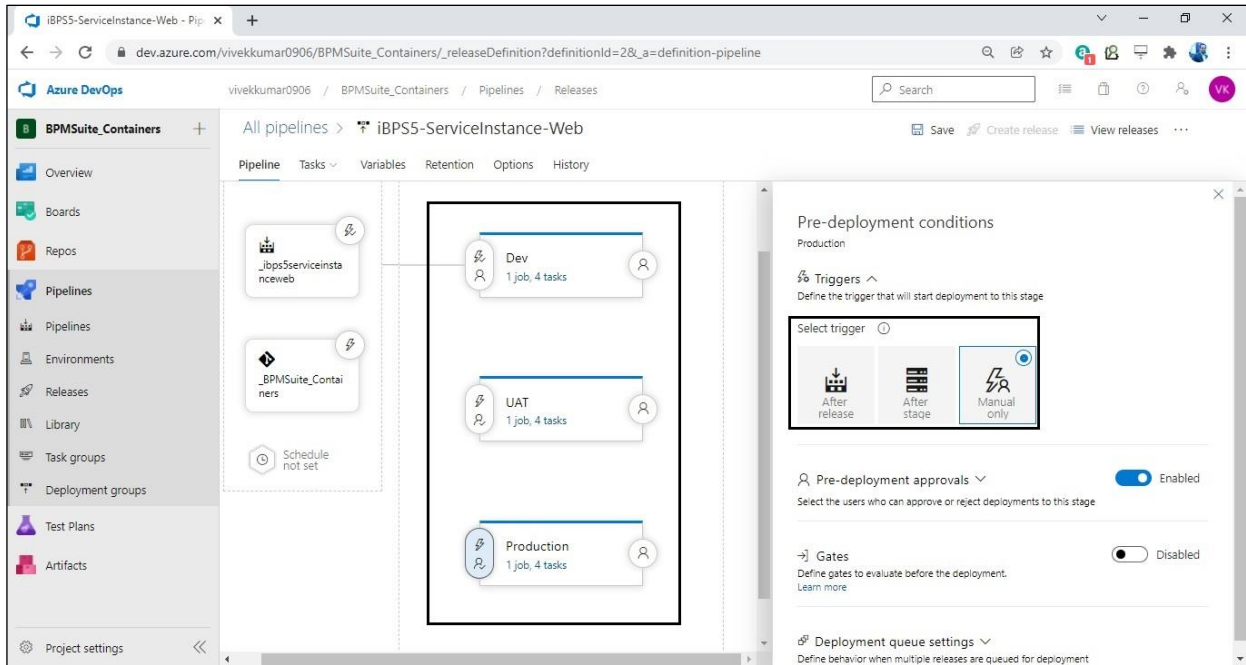 iBPS5-ServiceInstance-Web - Pip
dev.azure.com/vivekkumar0906/BPMSuite_Containers/_releaseDefinition?definitionId=2&_a=definition-pipeline
1
Azure DevOps
vivekkumar0906 / BPMSuite_Containers / Pipelines / Releases
Search
VK
B BPMSuite_Containers
All pipelines > iBPS5-ServiceInstance-Web
Save Create release View releases ...
Pipeline Tasks Variables Retention Options History
Overview
Boards
Repos
Pipelines
Pipelines
Environments
Releases
Library
Task groups
Deployment groups
Test Plans
Artifacts
Project settings
_ibps5serviceinsta
nceweb
_BPMSuite_Contai
ners
Schedule
not set
Dev
1 job, 4 tasks
UAT
1 job, 4 tasks
Production
1 job, 4 tasks
Pre-deployment conditions
Production
Triggers
Define the trigger that will start deployment to this stage
Select trigger
After
release
After
stage
Manual
only
Pre-deployment approvals
Enabled
Select the users who can approve or reject deployments to this stage
Gates
Disabled
Define gates to evaluate before the deployment.
Learn more
Deployment queue settings
Define behavior when multiple releases are queued for deployment